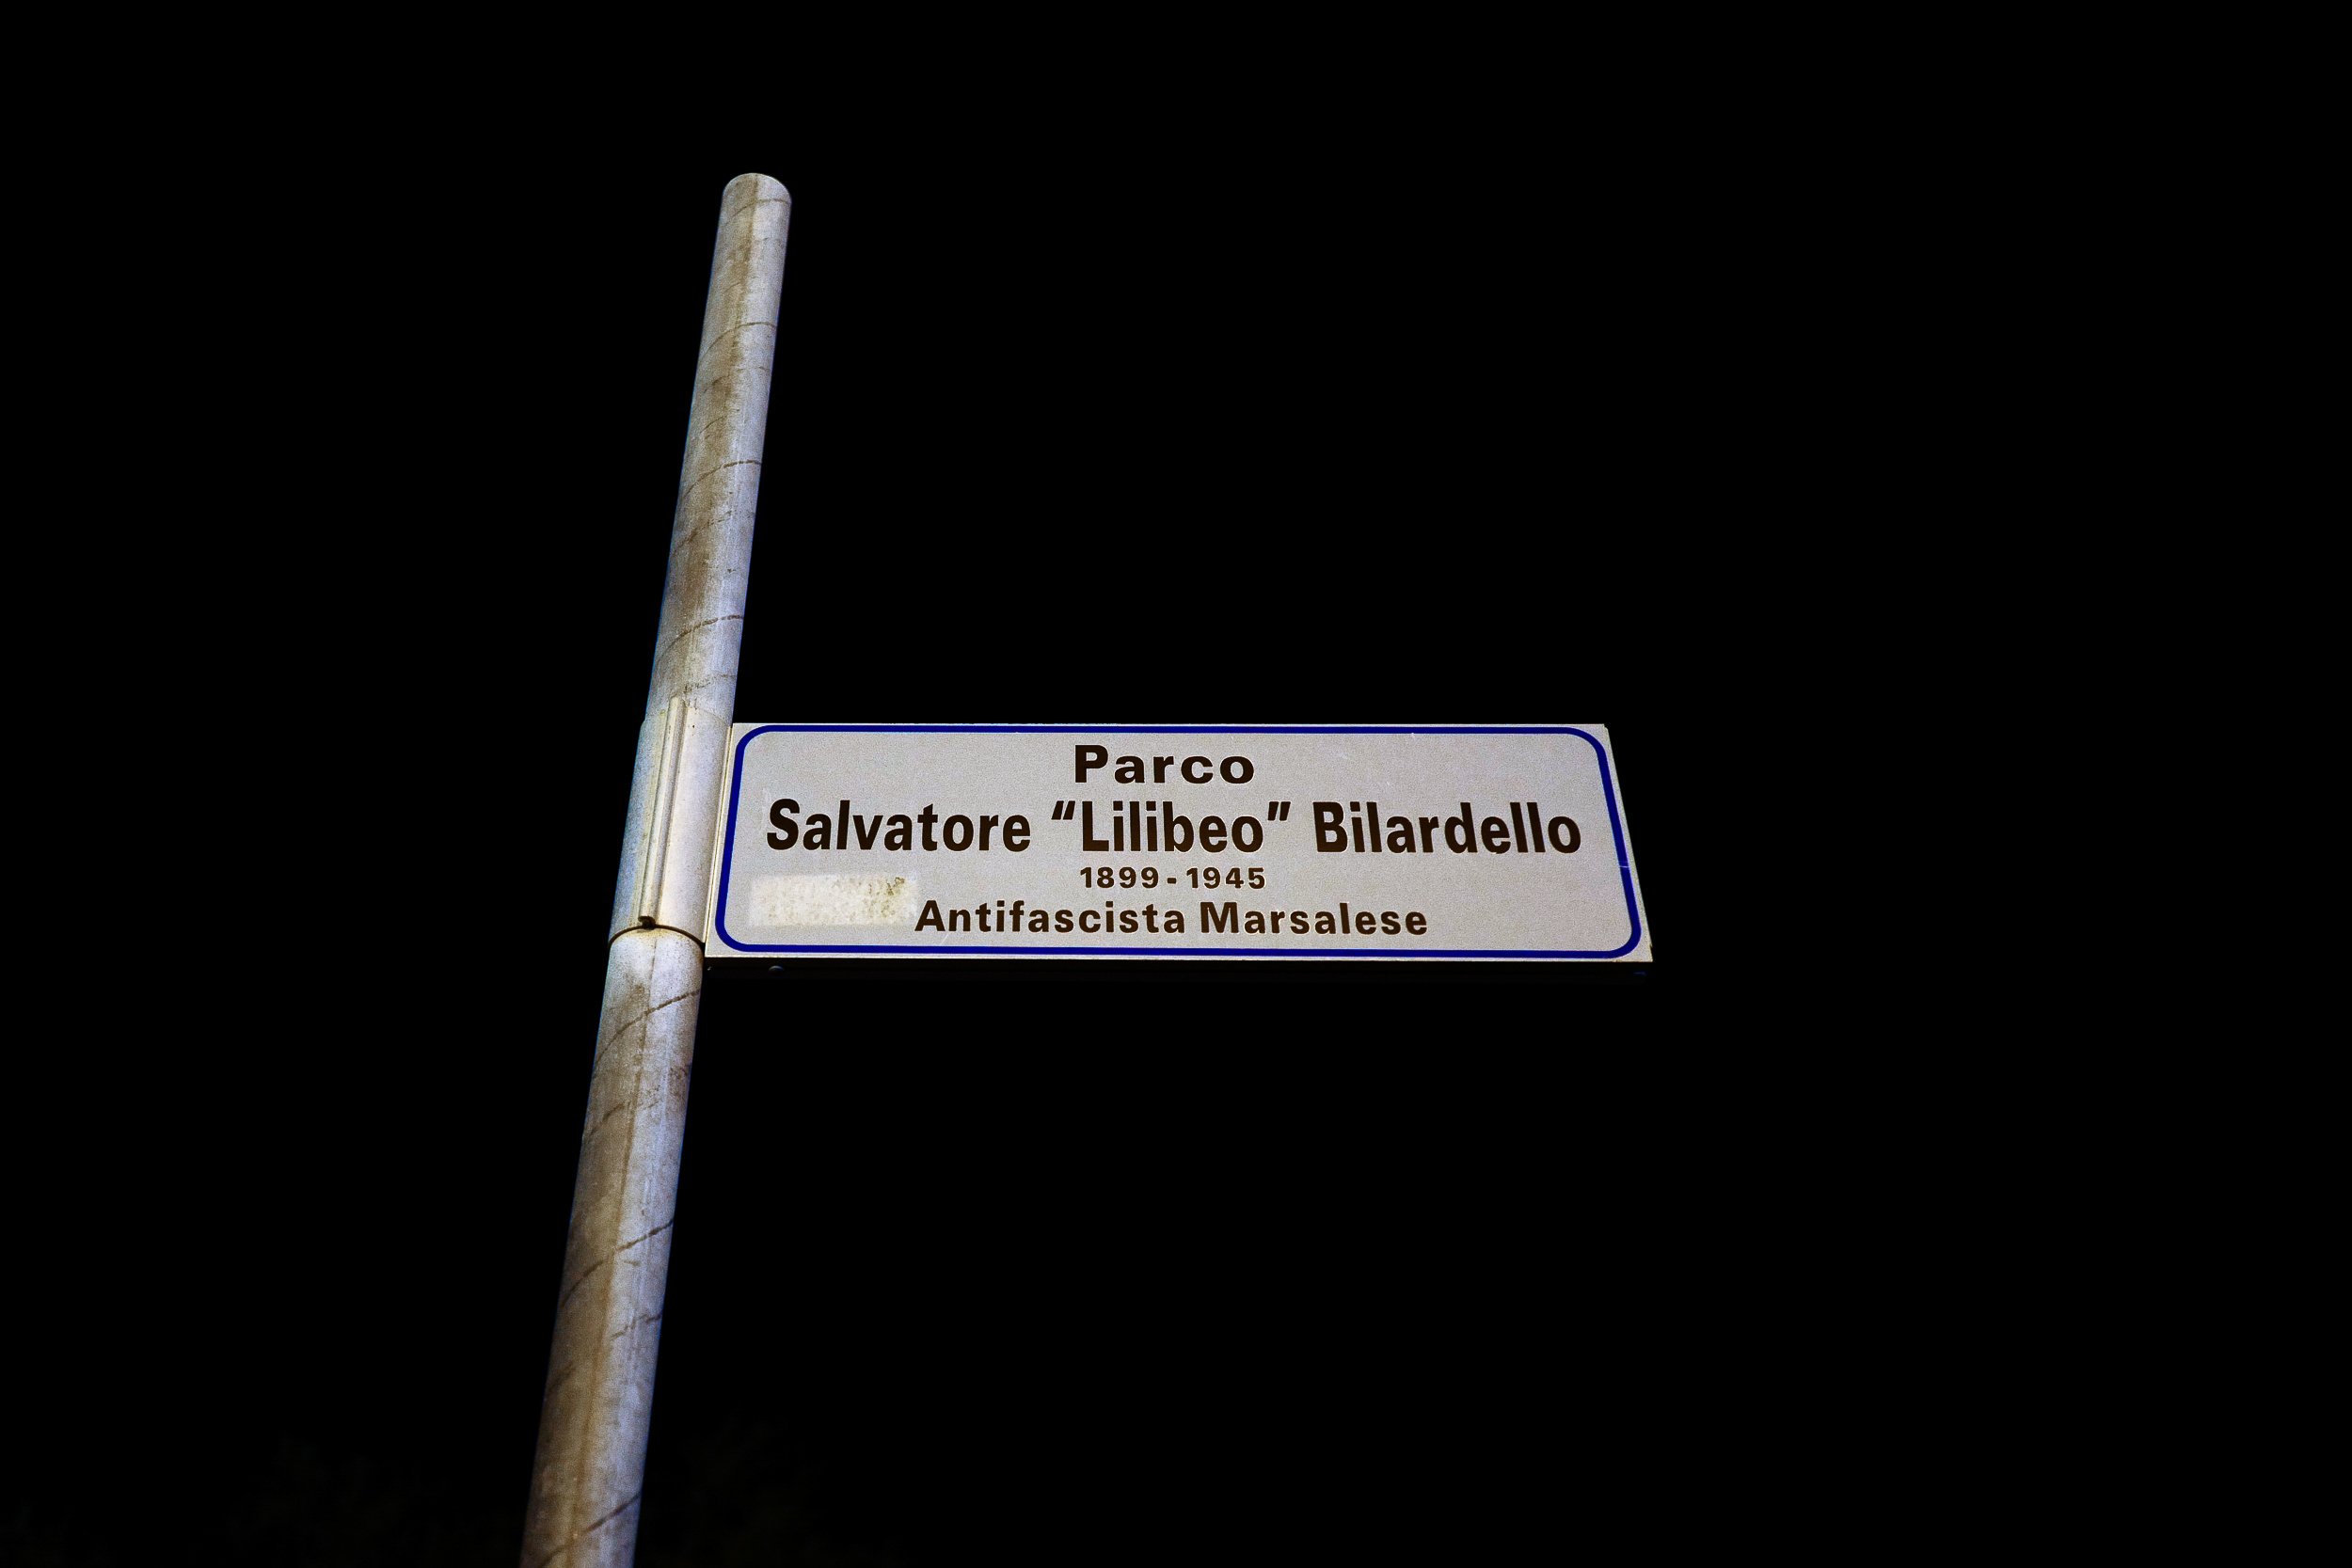 Parco
Salvatore “Lilibeo” Bilardello
1899-1945
Antifascista Marsalese